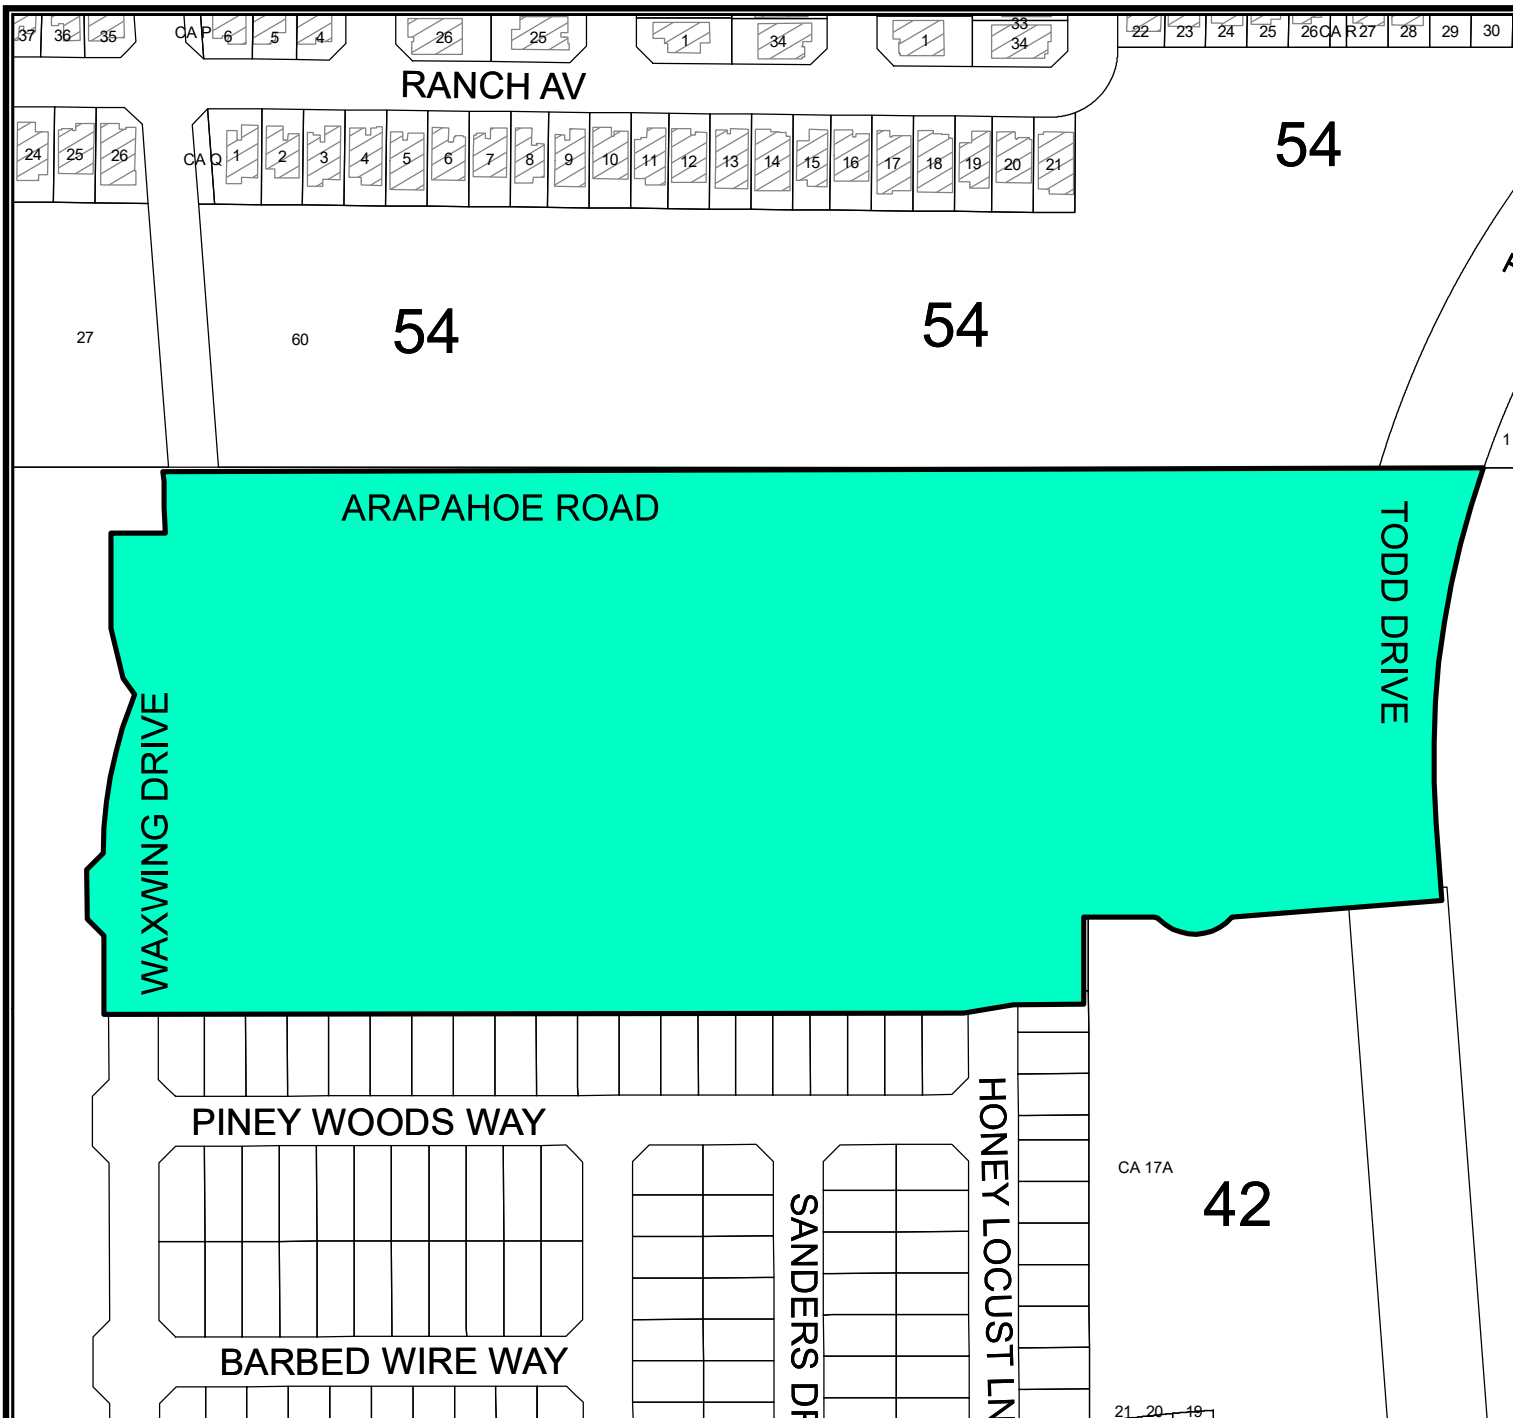 37 36 35 CA P 6 5 4 26 25 1 34 1 33 34 22 23 24 25 26 CA R 27 28 29 30
RANCH AV
24 25 26 CA Q 1 2 3 4 5 6 7 8 9 10 11 12 13 14 15 16 17 18 19 20 21
54
27 60 54 54
1
ARAPAHOE ROAD
TODD DRIVE
WAXWING DRIVE
PINEY WOODS WAY
HONEY LOCUST LN
CA 17A
42
SANDERS DR
BARBED WIRE WAY
21 20 19